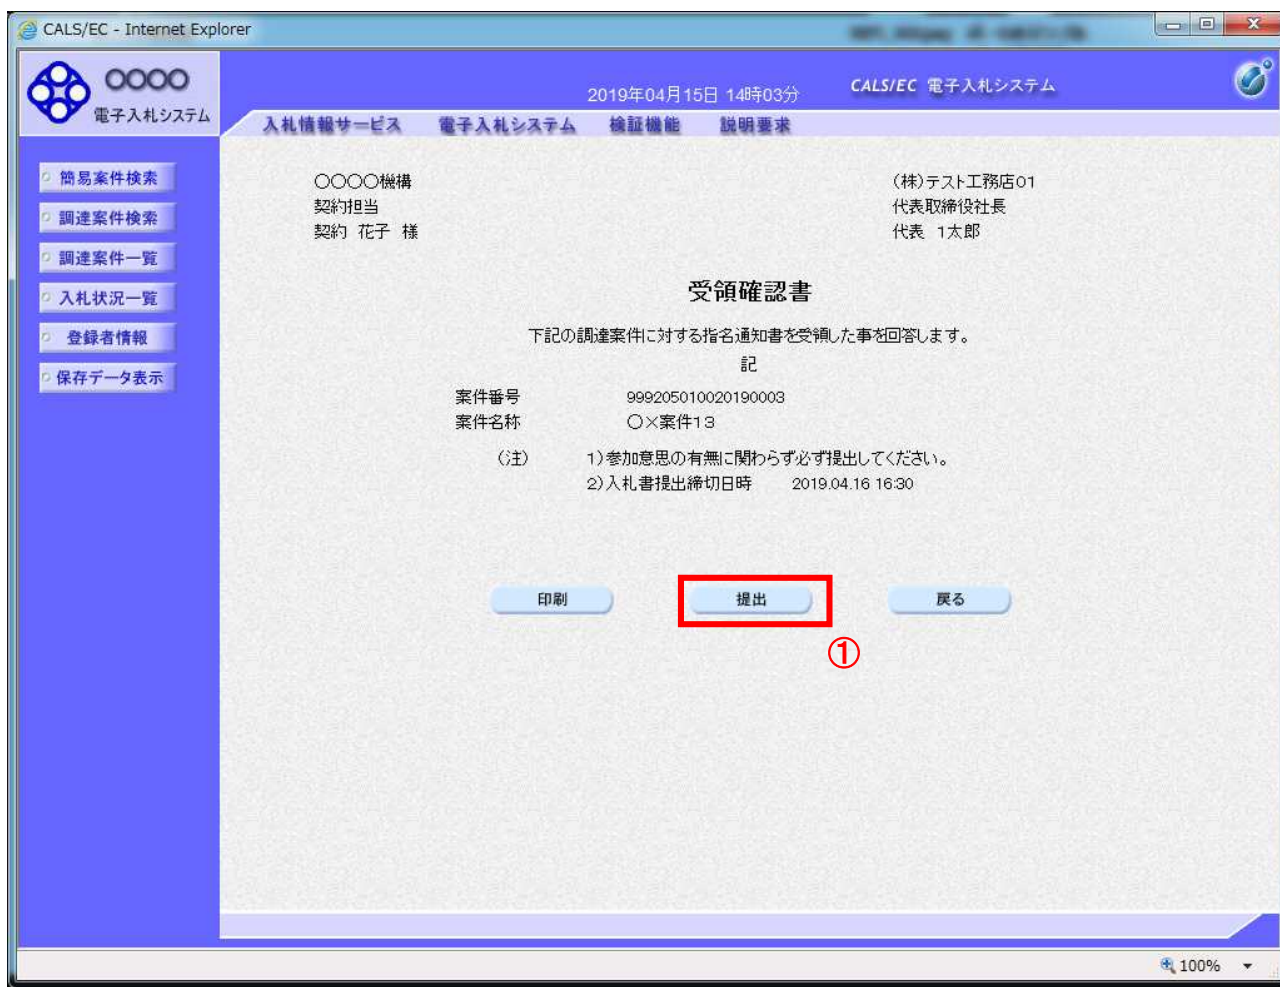 CALS/EC - Internet Explorer
OOOO
電子入札システム
2019年04月15日 14時03分
CALS/EC 電子入札システム
入札情報サービス 電子入札システム 検証機能 説明要求
簡易案件検索
調達案件検索
調達案件一覧
入札状況一覧
登録者情報
保存データ表示
〇〇〇〇機構
契約担当
契約 花子 様
(株)テスト工務店01
代表取締役社長
代表 1太郎
受領確認書
下記の調達案件に対する指名通知書を受領した事を回答します。
記
案件番号 999205010020190003
案件名称 〇×案件13
(注) 1)参加意思の有無に関わらず必ず提出してください。
2)入札書提出締切日時 2019.04.16 16:30
印刷 提出 戻る
①
100%